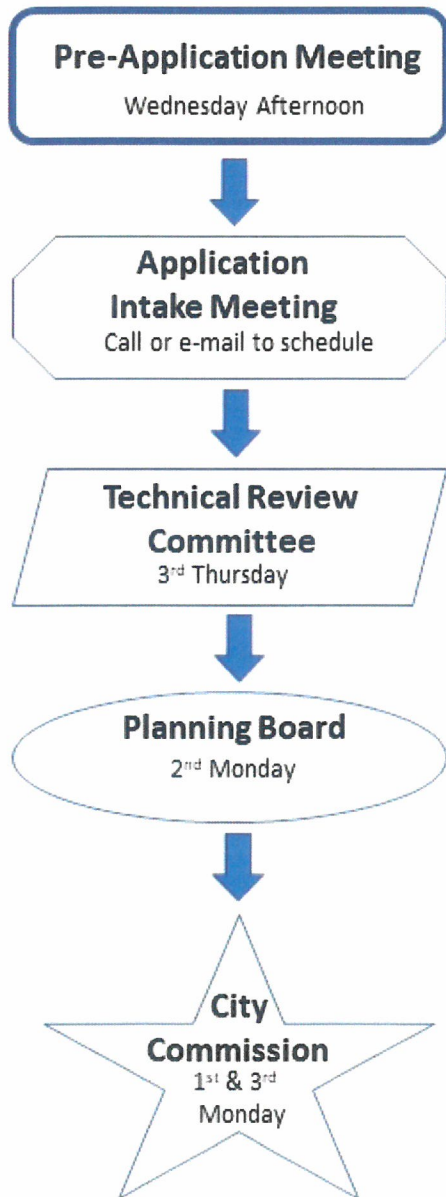 Pre-Application Meeting
Wednesday Afternoon
Application
Intake Meeting
Call or e-mail to schedule
Technical Review
Committee
3rd Thursday
Planning Board
2nd Monday
City
Commission
1st & 3rd
Monday